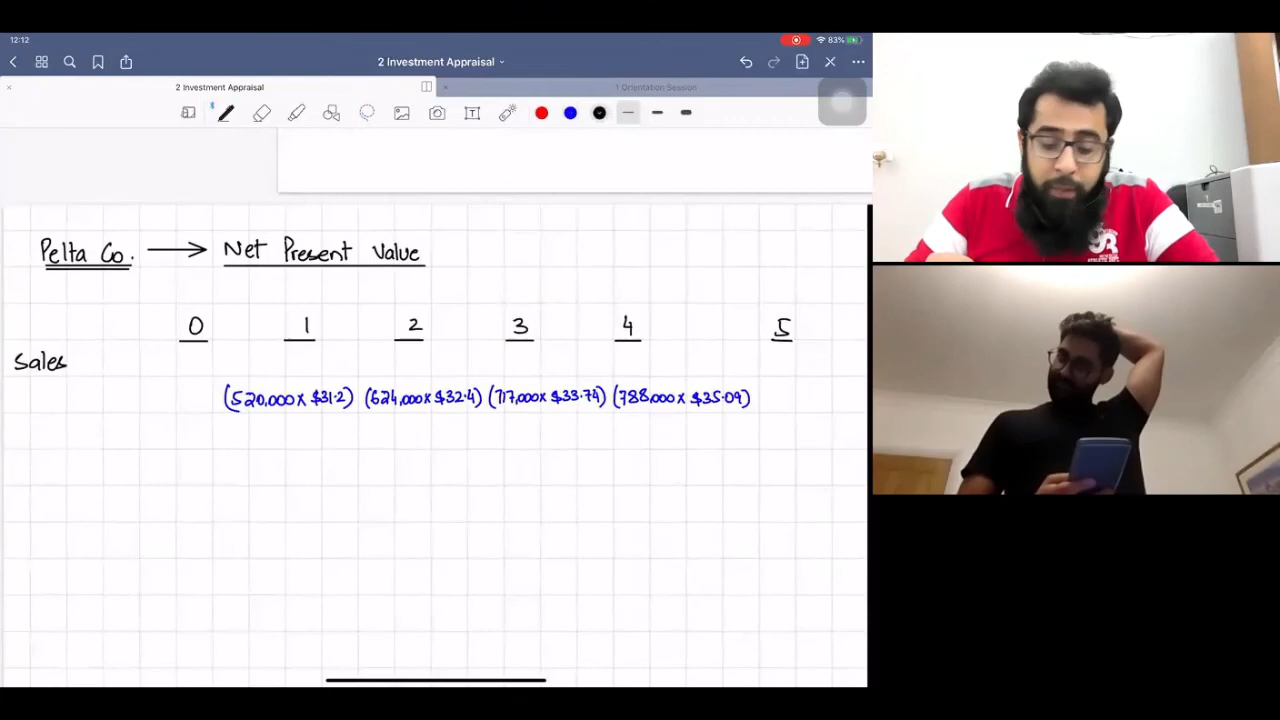 12:12
83%
2 Investment Appraisal
2 Investment Appraisal
1 Orientation Session
Pelta Co. → Net Present Value
0 1 2 3 4 5
Sales
(520,000 x $31.2) (624,000 x $32.4) (717,000 x $33.74) (788,000 x $35.09)